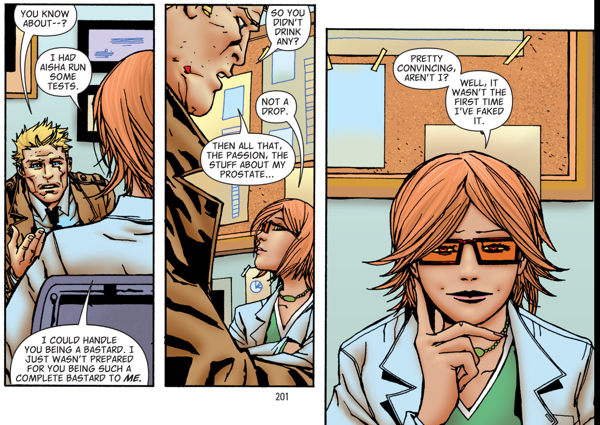 YOU KNOW
ABOUT--?
I HAD
AISHA RUN
SOME
TESTS.
I COULD HANDLE
YOU BEING A BASTARD. I
JUST WASN'T PREPARED
FOR YOU BEING SUCH A
COMPLETE BASTARD TO ME.
SO YOU
DIDN'T
DRINK
ANY?
NOT A
DROP.
THEN ALL THAT,
THE PASSION, THE
STUFF ABOUT MY
PROSTATE...
PRETTY
CONVINCING,
AREN'T I?
WELL, IT
WASN'T THE
FIRST TIME
I'VE FAKED
IT.
201